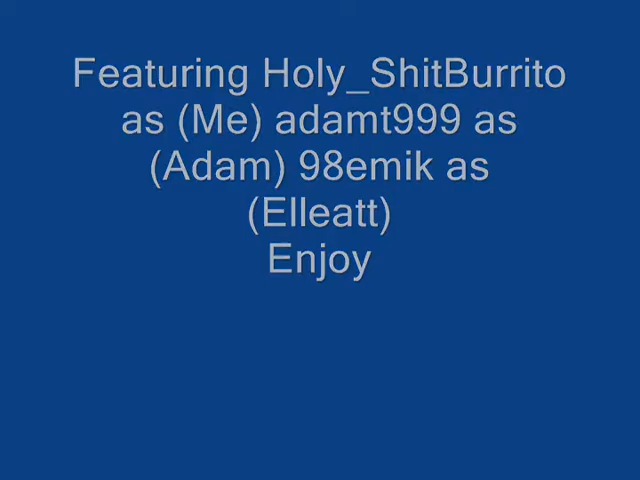 Featuring Holy_ShitBurrito
as (Me) adamt999 as
(Adam) 98emik as
(Elleatt)
Enjoy